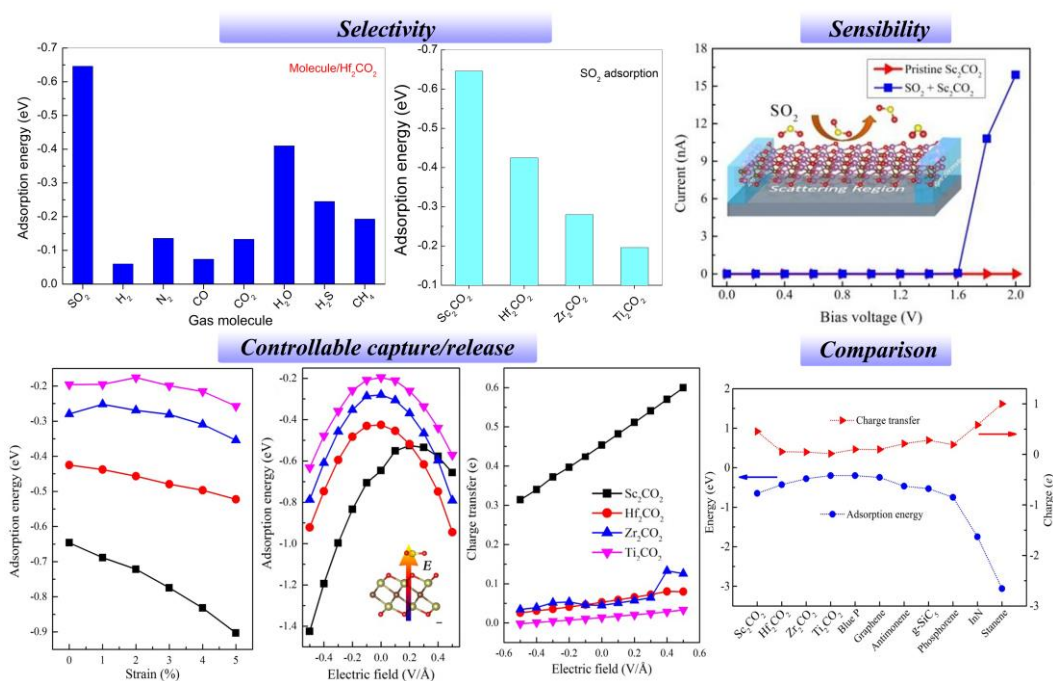 Selectivity
Sensibility
-0.7
-0.6
-0.5
-0.4
-0.3
-0.2
-0.1
0.0
Adsorption energy (eV)
Molecule/Hf₂CO₂
SO₂
H₂
N₂
CO
CO₂
H₂O
H₂S
CH₄
Gas molecule
-0.7
-0.6
-0.4
-0.2
-0.1
Adsorption energy (eV)
SO₂ adsorption
Sc₂CO₂
Hf₂CO₂
Zr₂CO₂
Ti₂CO₂
18
15
12
9
6
3
0
Current (nA)
Pristine Sc₂CO₂
SO₂ + Sc₂CO₂
SO₂
Scattering Region
0.0
0.4
0.8
1.2
1.6
2.0
Bias voltage (V)
Controllable capture/release
Comparison
-0.2
-0.3
-0.4
-0.5
-0.6
-0.7
-0.8
-0.9
Adsorption energy (eV)
0
1
2
3
4
5
Strain (%)
-0.2
-0.4
-0.6
-0.8
-1.0
-1.2
-1.4
Adsorption energy (eV)
E
-0.4
-0.2
0.0
0.2
0.4
Electric field (V/Å)
0.6
0.5
0.4
0.3
0.2
0.1
0.0
Charge transfer (e)
Sc₂CO₂
Hf₂CO₂
Zr₂CO₂
Ti₂CO₂
-0.4
-0.2
0.0
0.2
0.4
Electric field (V/Å)
2
1
0
-1
-2
-3
Energy (eV)
Charge transfer
Adsorption energy
1
0
-1
-2
-3
Charge (e)
Sc₂CO₂
Hf₂CO₂
Zr₂CO₂
Ti₂CO₂
Blue P
Graphene
Antimonene
g-SiC₅
Phosphorene
InN
Stanene